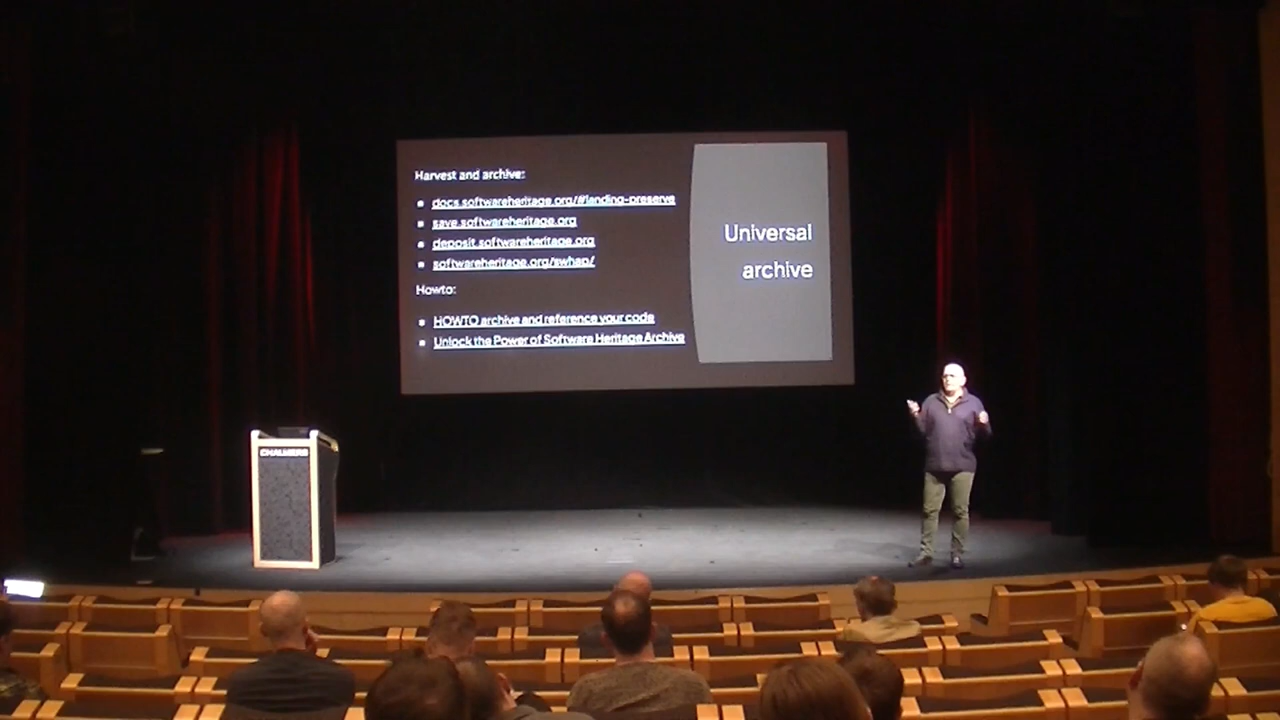 Harvest and archive:
docs.softwareheritage.org/#landing-preserve
save.softwareheritage.org
deposit.softwareheritage.org
softwareheritage.org/swhap/
Howto:
HOWTO archive and reference your code
Unlock the Power of Software Heritage Archive
Universal
archive
CHALMERS